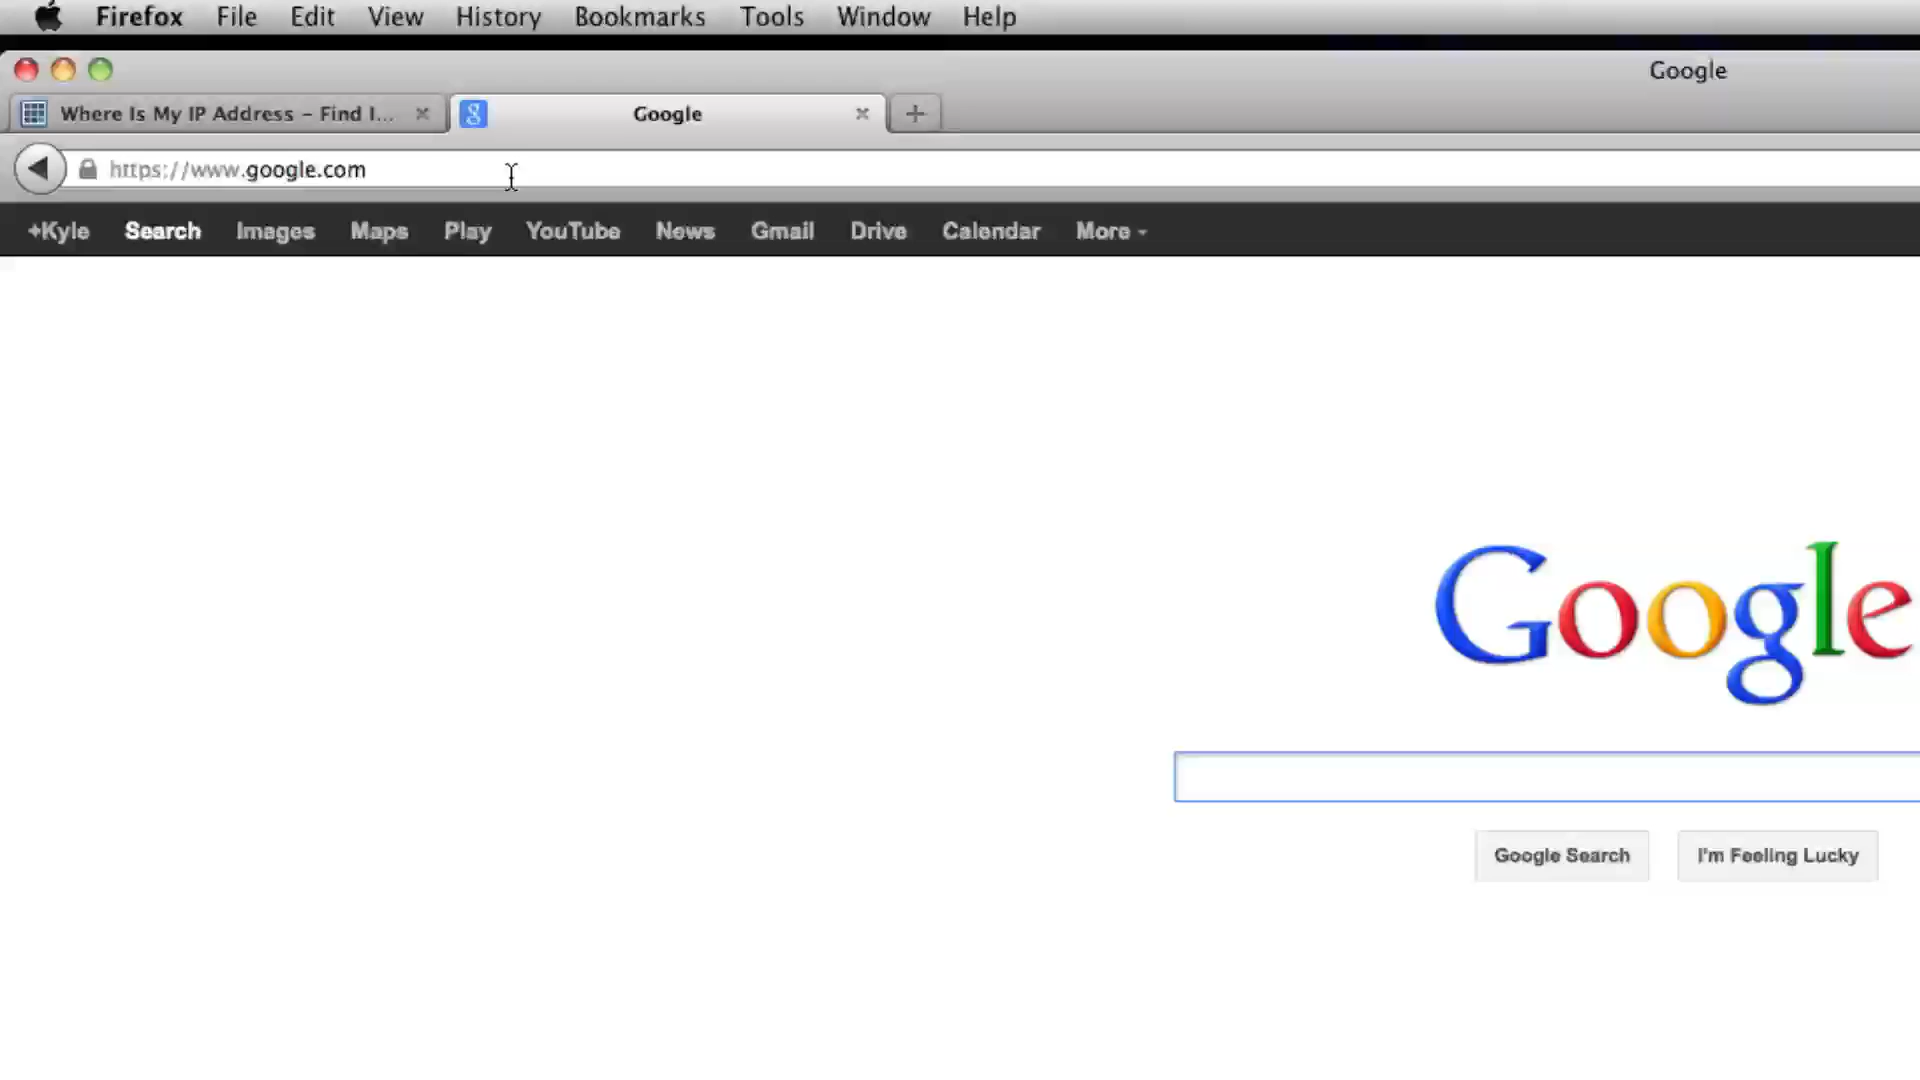 Firefox File Edit View History Bookmarks Tools Window Help
Google
Where Is My IP Address - Find I...
Google
https://www.google.com
+Kyle Search Images Maps Play YouTube News Gmail Drive Calendar More
Google
Google Search I'm Feeling Lucky